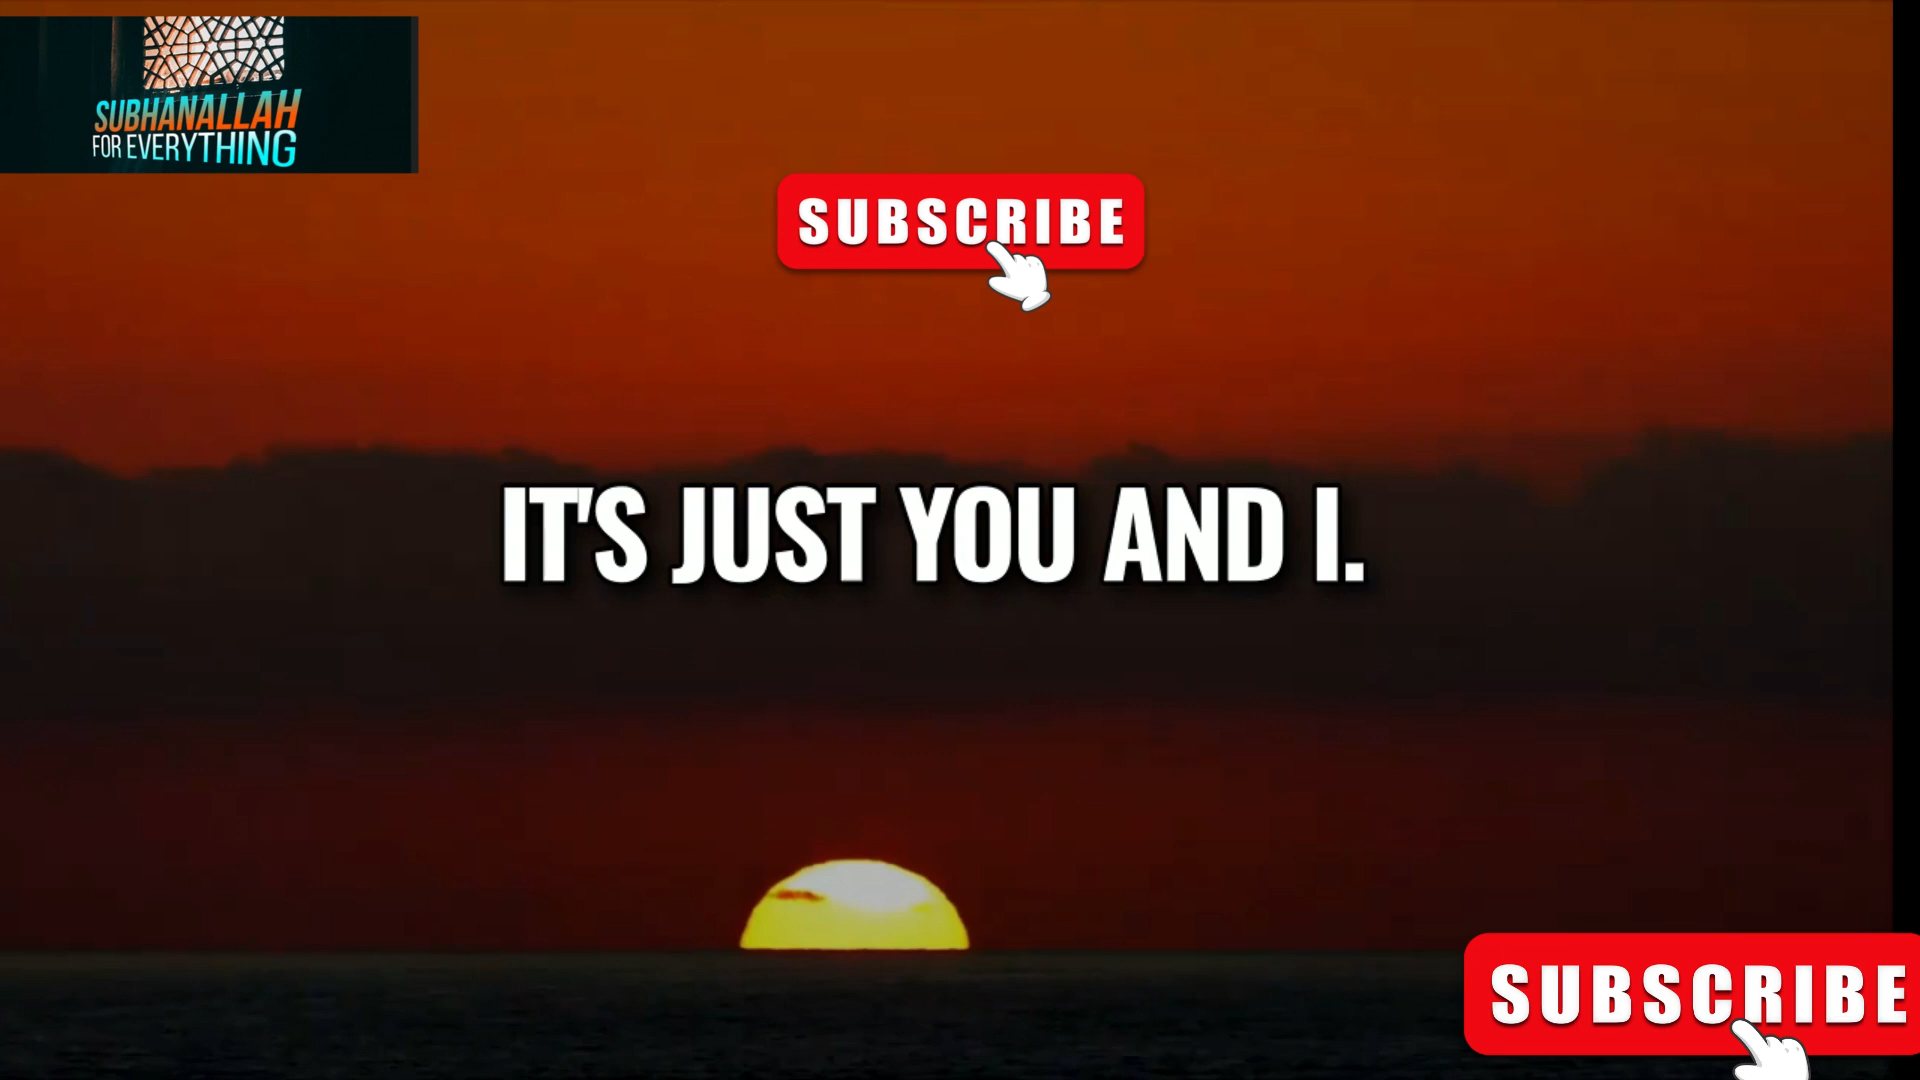 SUBHANALLAH
FOR EVERYTHING
SUBSCRIBE
IT'S JUST YOU AND I.
SUBSCRIBE